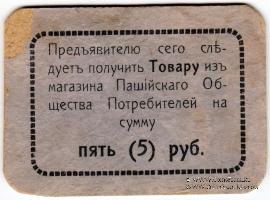 Предъявителю сего слѣ-
дуетъ получить Товару изъ
магазина Пашійскаго Об-
щества Потребителей на
сумму
пять (5) руб.